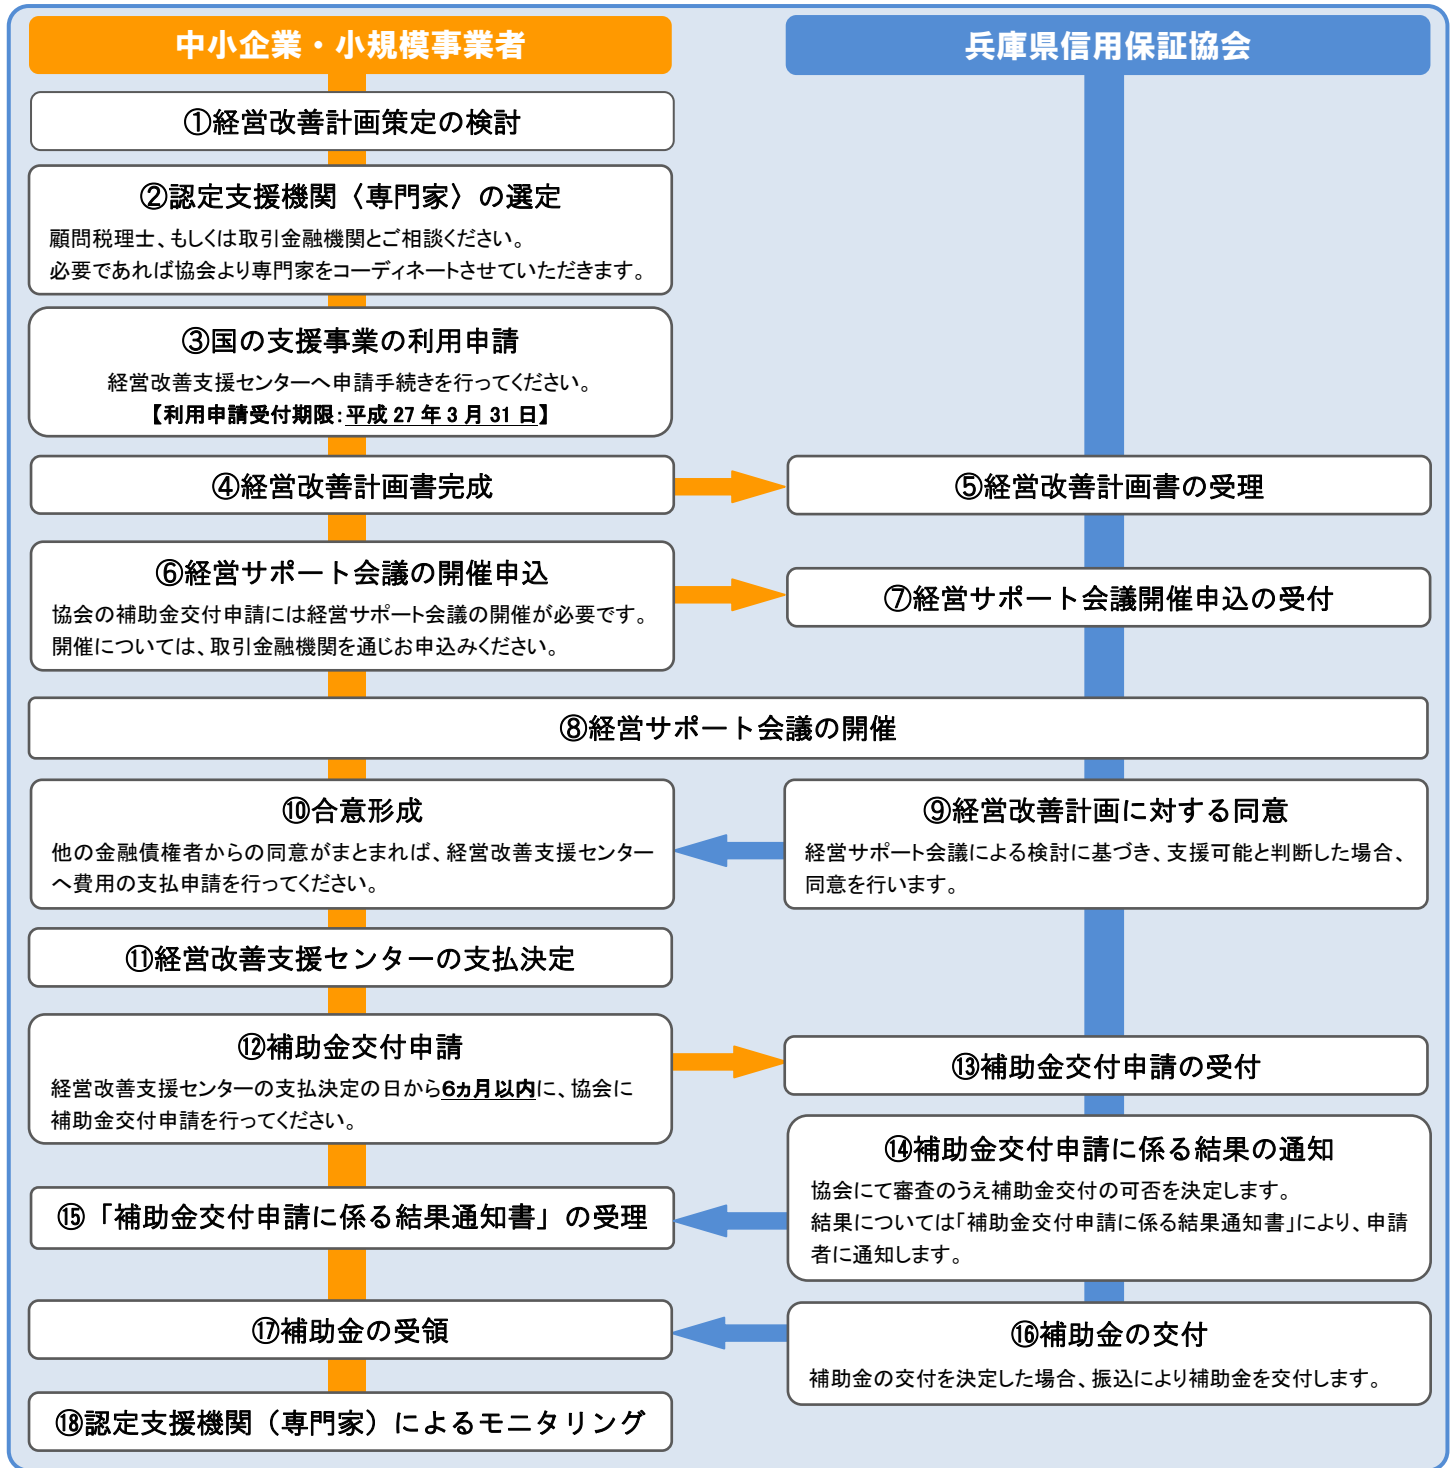 中小企業・小規模事業者
兵庫県信用保証協会
①経営改善計画策定の検討
②認定支援機関〈専門家〉の選定
顧問税理士、もしくは取引金融機関とご相談ください。
必要であれば協会より専門家をコーディネートさせていただきます。
③国の支援事業の利用申請
経営改善支援センターへ申請手続きを行ってください。
【利用申請受付期限：平成 27 年 3 月 31 日】
④経営改善計画書完成
⑤経営改善計画書の受理
⑥経営サポート会議の開催申込
協会の補助金交付申請には経営サポート会議の開催が必要です。
開催については、取引金融機関を通じお申込みください。
⑦経営サポート会議開催申込の受付
⑧経営サポート会議の開催
⑨経営改善計画に対する同意
経営サポート会議による検討に基づき、支援可能と判断した場合、
同意を行います。
⑩合意形成
他の金融債権者からの同意がまとまれば、経営改善支援センター
へ費用の支払申請を行ってください。
⑪経営改善支援センターの支払決定
⑫補助金交付申請
経営改善支援センターの支払決定の日から6ヵ月以内に、協会に
補助金交付申請を行ってください。
⑬補助金交付申請の受付
⑭補助金交付申請に係る結果の通知
協会にて審査のうえ補助金交付の可否を決定します。
結果については「補助金交付申請に係る結果通知書」により、申請
者に通知します。
⑮「補助金交付申請に係る結果通知書」の受理
⑯補助金の交付
補助金の交付を決定した場合、振込により補助金を交付します。
⑰補助金の受領
⑱認定支援機関（専門家）によるモニタリング